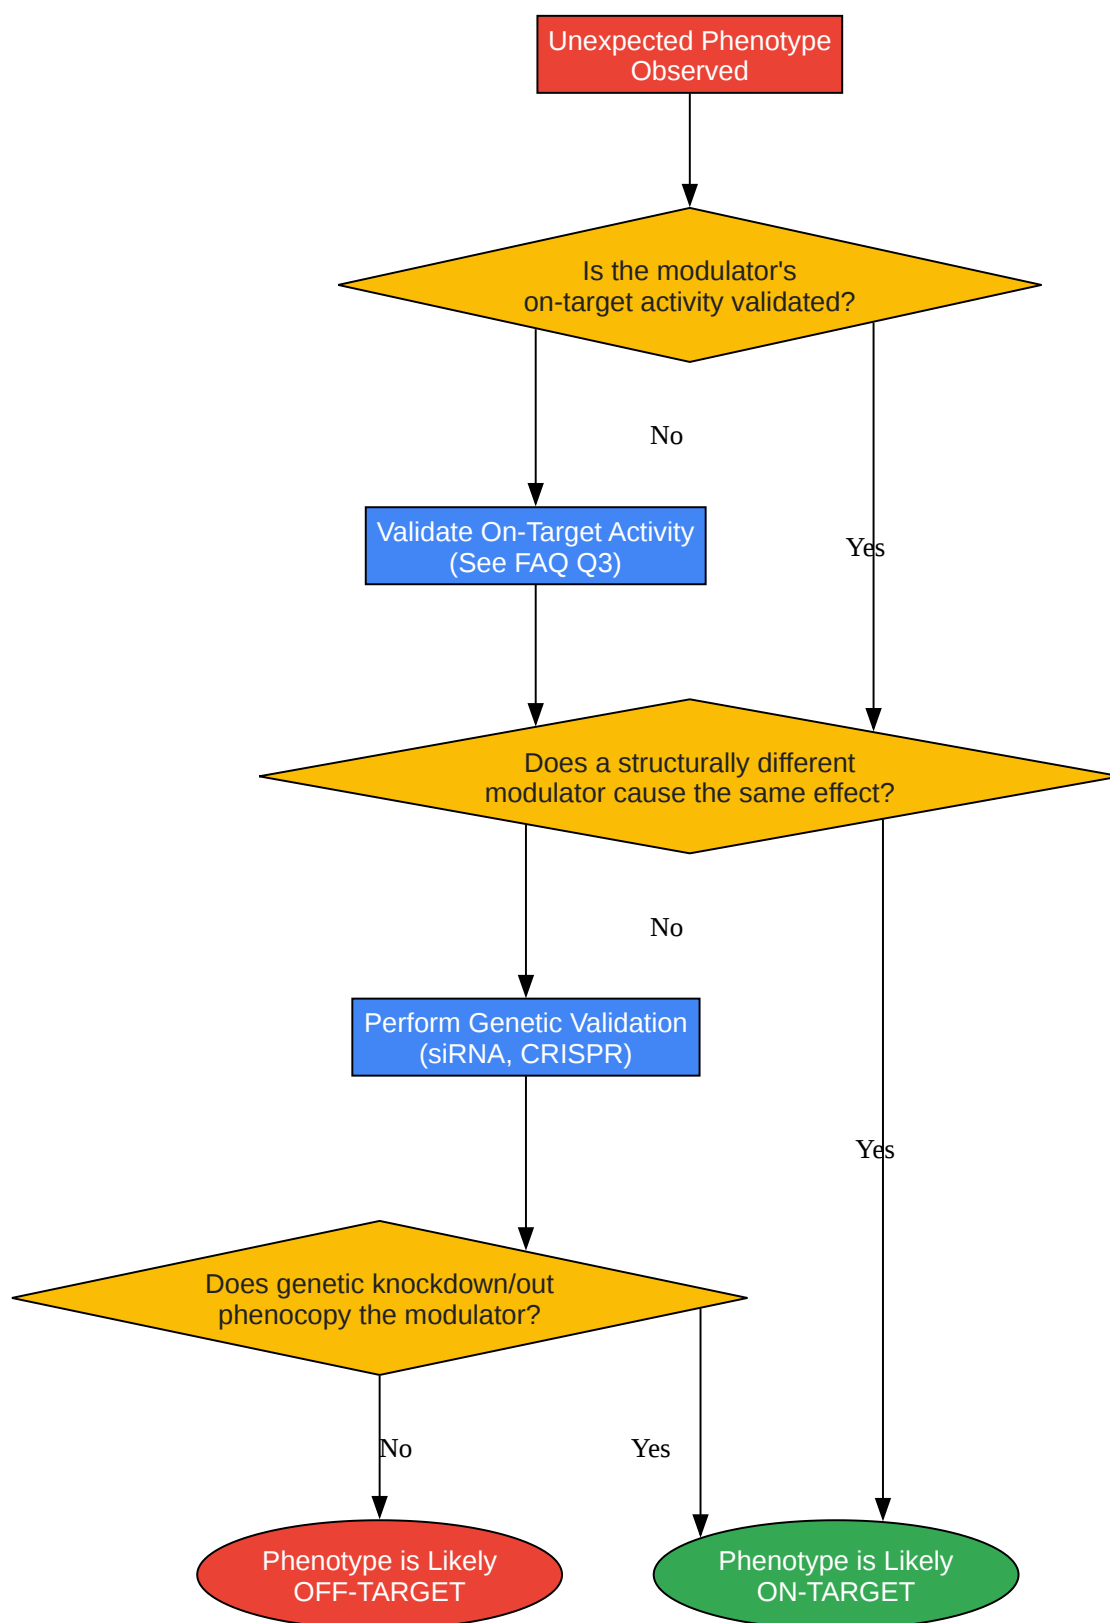 Unexpected Phenotype
Observed
Is the modulator's
on-target activity validated?
No
Validate On-Target Activity
(See FAQ Q3)
Yes
Does a structurally different
modulator cause the same effect?
No
Perform Genetic Validation
(siRNA, CRISPR)
Yes
Does genetic knockdown/out
phenocopy the modulator?
No
Yes
Phenotype is Likely
OFF-TARGET
Phenotype is Likely
ON-TARGET